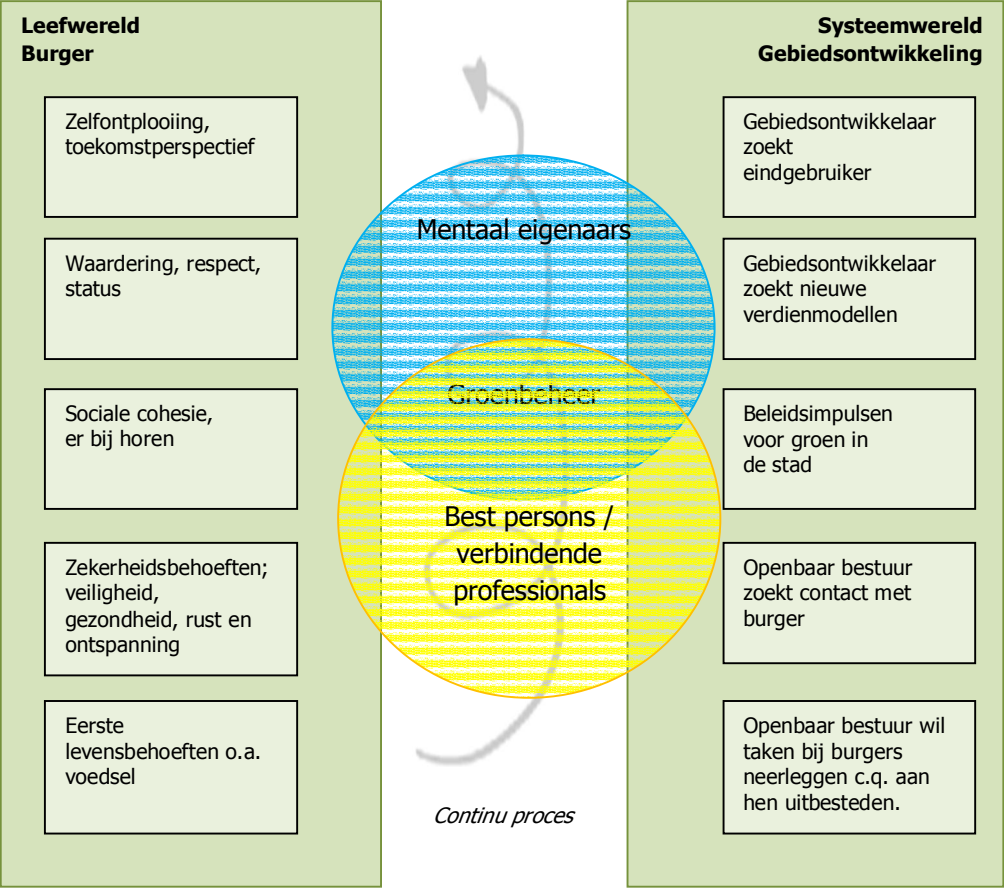 Leefwereld
Burger
Zelfontplooiing,
toekomstperspectief
Waardering, respect,
status
Sociale cohesie,
er bij horen
Zekerheidsbehoeften;
veiligheid,
gezondheid, rust en
ontspanning
Eerste
levensbehoeften o.a.
voedsel
Mentaal eigenaars
Groenbeheer
Best persons /
verbindende
professionals
Continu proces
Systeemwereld
Gebiedsontwikkeling
Gebiedsontwikkelaar
zoekt
eindgebruiker
Gebiedsontwikkelaar
zoekt nieuwe
verdienmodellen
Beleidsimpulsen
voor groen in
de stad
Openbaar bestuur
zoekt contact met
burger
Openbaar bestuur wil
taken bij burgers
neerleggen c.q. aan
hen uitbesteden.